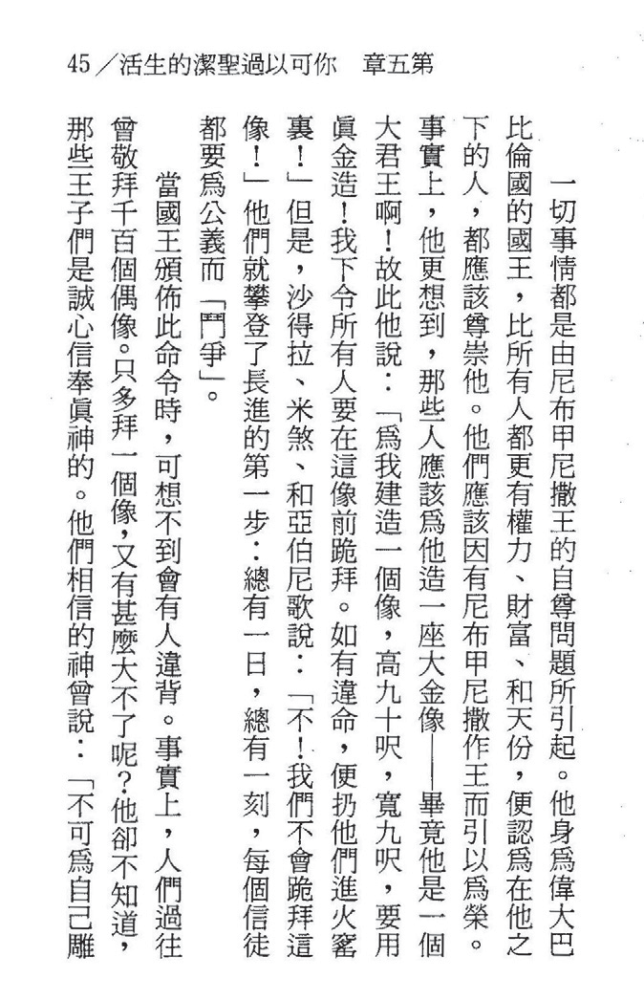 45／活生的潔聖過以可你　章五第
一切事情都是由尼布甲尼撒王的自尊問題所引起。他身爲偉大巴
比倫國的國王，比所有人都更有權力、財富、和天份，便認爲在他之
下的人，都應該尊崇他。他們應該因有尼布甲尼撒作王而引以爲榮。
事實上，他更想到，那些人應該爲他造一座大金像——畢竟他是一個
大君王啊！故此他說：「爲我建造一個像，高九十呎，寬九呎，要用
眞金造！我下令所有人要在這像前跪拜。如有違命，便扔他們進火窰
裏！」但是，沙得拉、米煞、和亞伯尼歌說：「不！我們不會跪拜這
像！」他們就攀登了長進的第一步：總有一日，總有一刻，每個信徒
都要爲公義而「鬥爭」。
當國王頒佈此命令時，可想不到會有人違背。事實上，人們過往
曾敬拜千百個偶像。只多拜一個像，又有甚麼大不了呢？他卻不知道，
那些王子們是誠心信奉眞神的。他們相信的神曾說：「不可爲自己雕